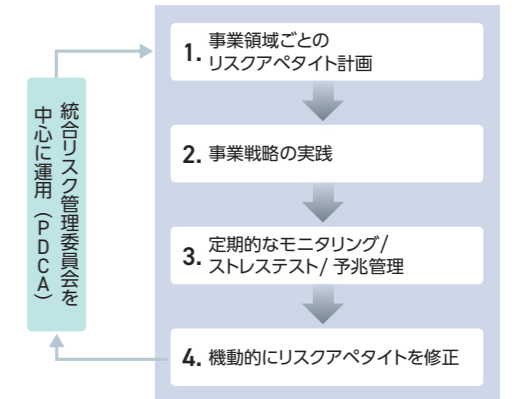 統合リスク管理委員会を
中心に運用（PDCA）
1. 事業領域ごとの
リスクアペタイト計画
2. 事業戦略の実践
3. 定期的なモニタリング/
ストレステスト/ 予兆管理
4. 機動的にリスクアペタイトを修正